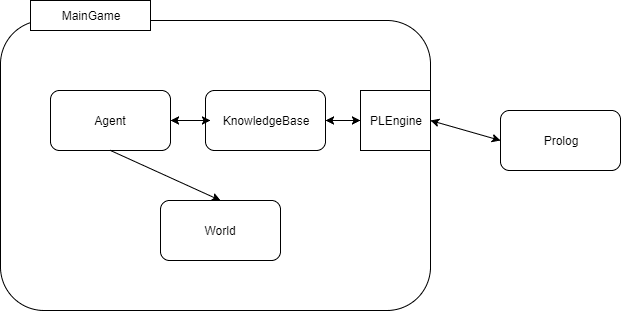 MainGame
Agent
KnowledgeBase
PLEngine
Prolog
World